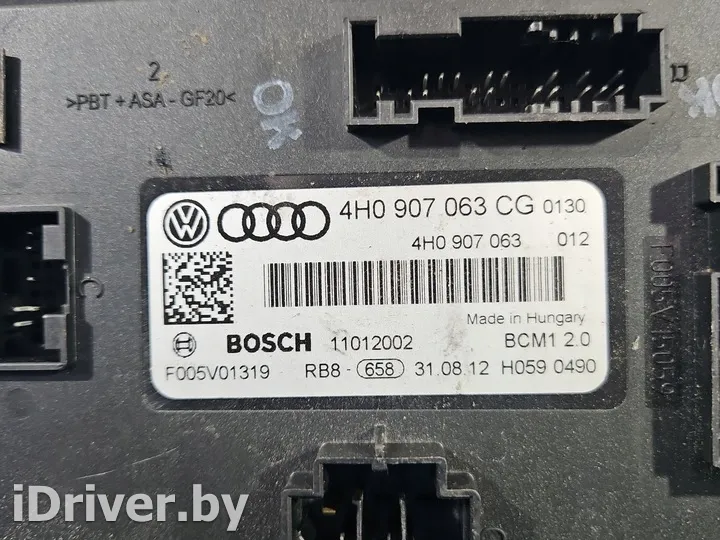 2
>PBT + ASA - GF20<
OK
D
4H0 907 063 CG 0130
4H0 907 063 012
C
Made in Hungary
BOSCH 11012002 BCM1 2.0
F005V01319 RB8 - 658 31.08.12 H059 0490
iDriver.by